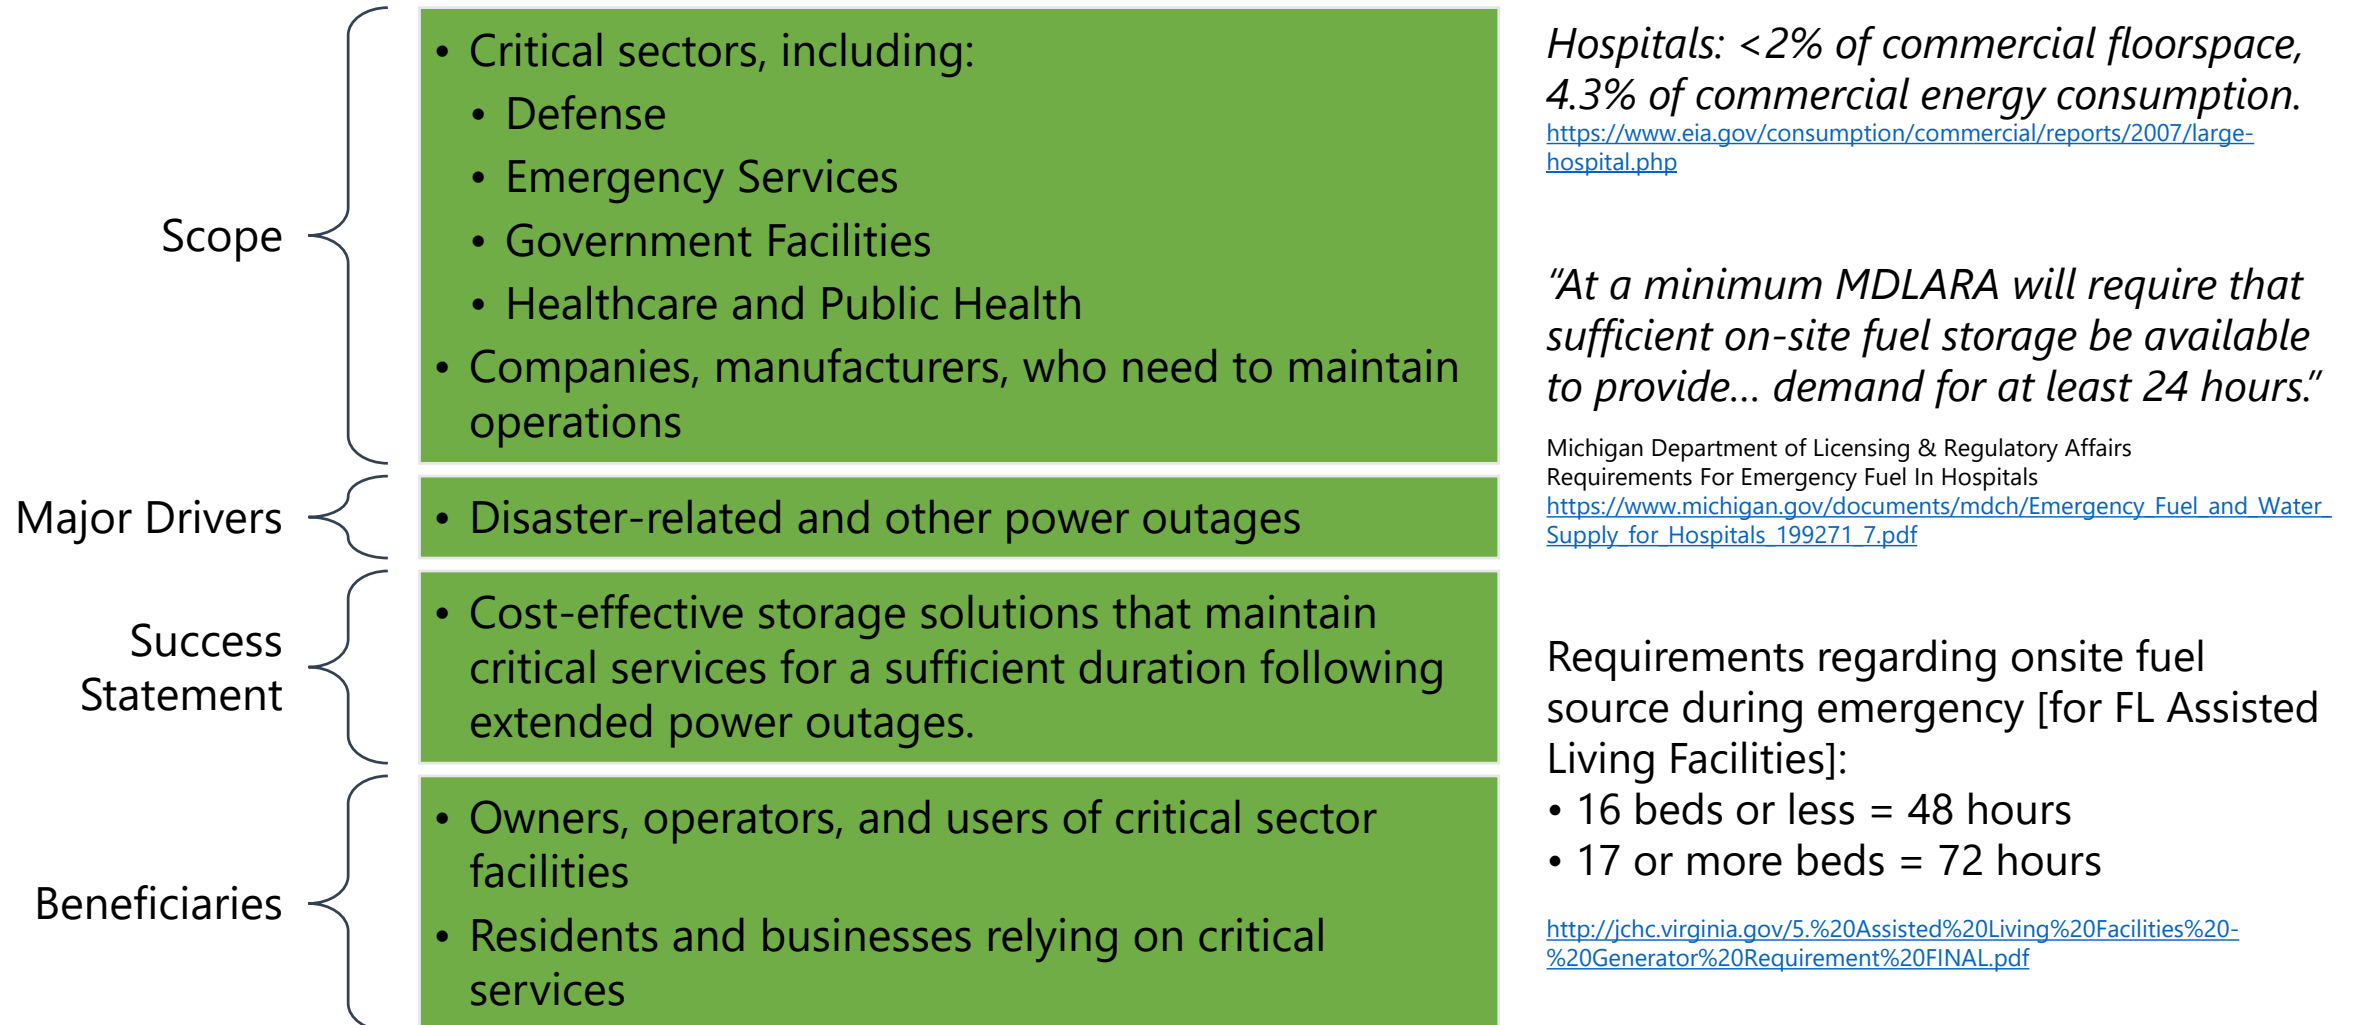 Scope
• Critical sectors, including:
• Defense
• Emergency Services
• Government Facilities
• Healthcare and Public Health
• Companies, manufacturers, who need to maintain
operations
Major Drivers
• Disaster-related and other power outages
Success
Statement
• Cost-effective storage solutions that maintain
critical services for a sufficient duration following
extended power outages.
Beneficiaries
• Owners, operators, and users of critical sector
facilities
• Residents and businesses relying on critical
services
Hospitals: <2% of commercial floorspace,
4.3% of commercial energy consumption.
https://www.eia.gov/consumption/commercial/reports/2007/large-
hospital.php
“At a minimum MDLARA will require that
sufficient on-site fuel storage be available
to provide… demand for at least 24 hours.”
Michigan Department of Licensing & Regulatory Affairs
Requirements For Emergency Fuel In Hospitals
https://www.michigan.gov/documents/mdch/Emergency_Fuel_and_Water_
Supply_for_Hospitals_199271_7.pdf
Requirements regarding onsite fuel
source during emergency [for FL Assisted
Living Facilities]:
• 16 beds or less = 48 hours
• 17 or more beds = 72 hours
http://jchc.virginia.gov/5.%20Assisted%20Living%20Facilities%20-
%20Generator%20Requirement%20FINAL.pdf